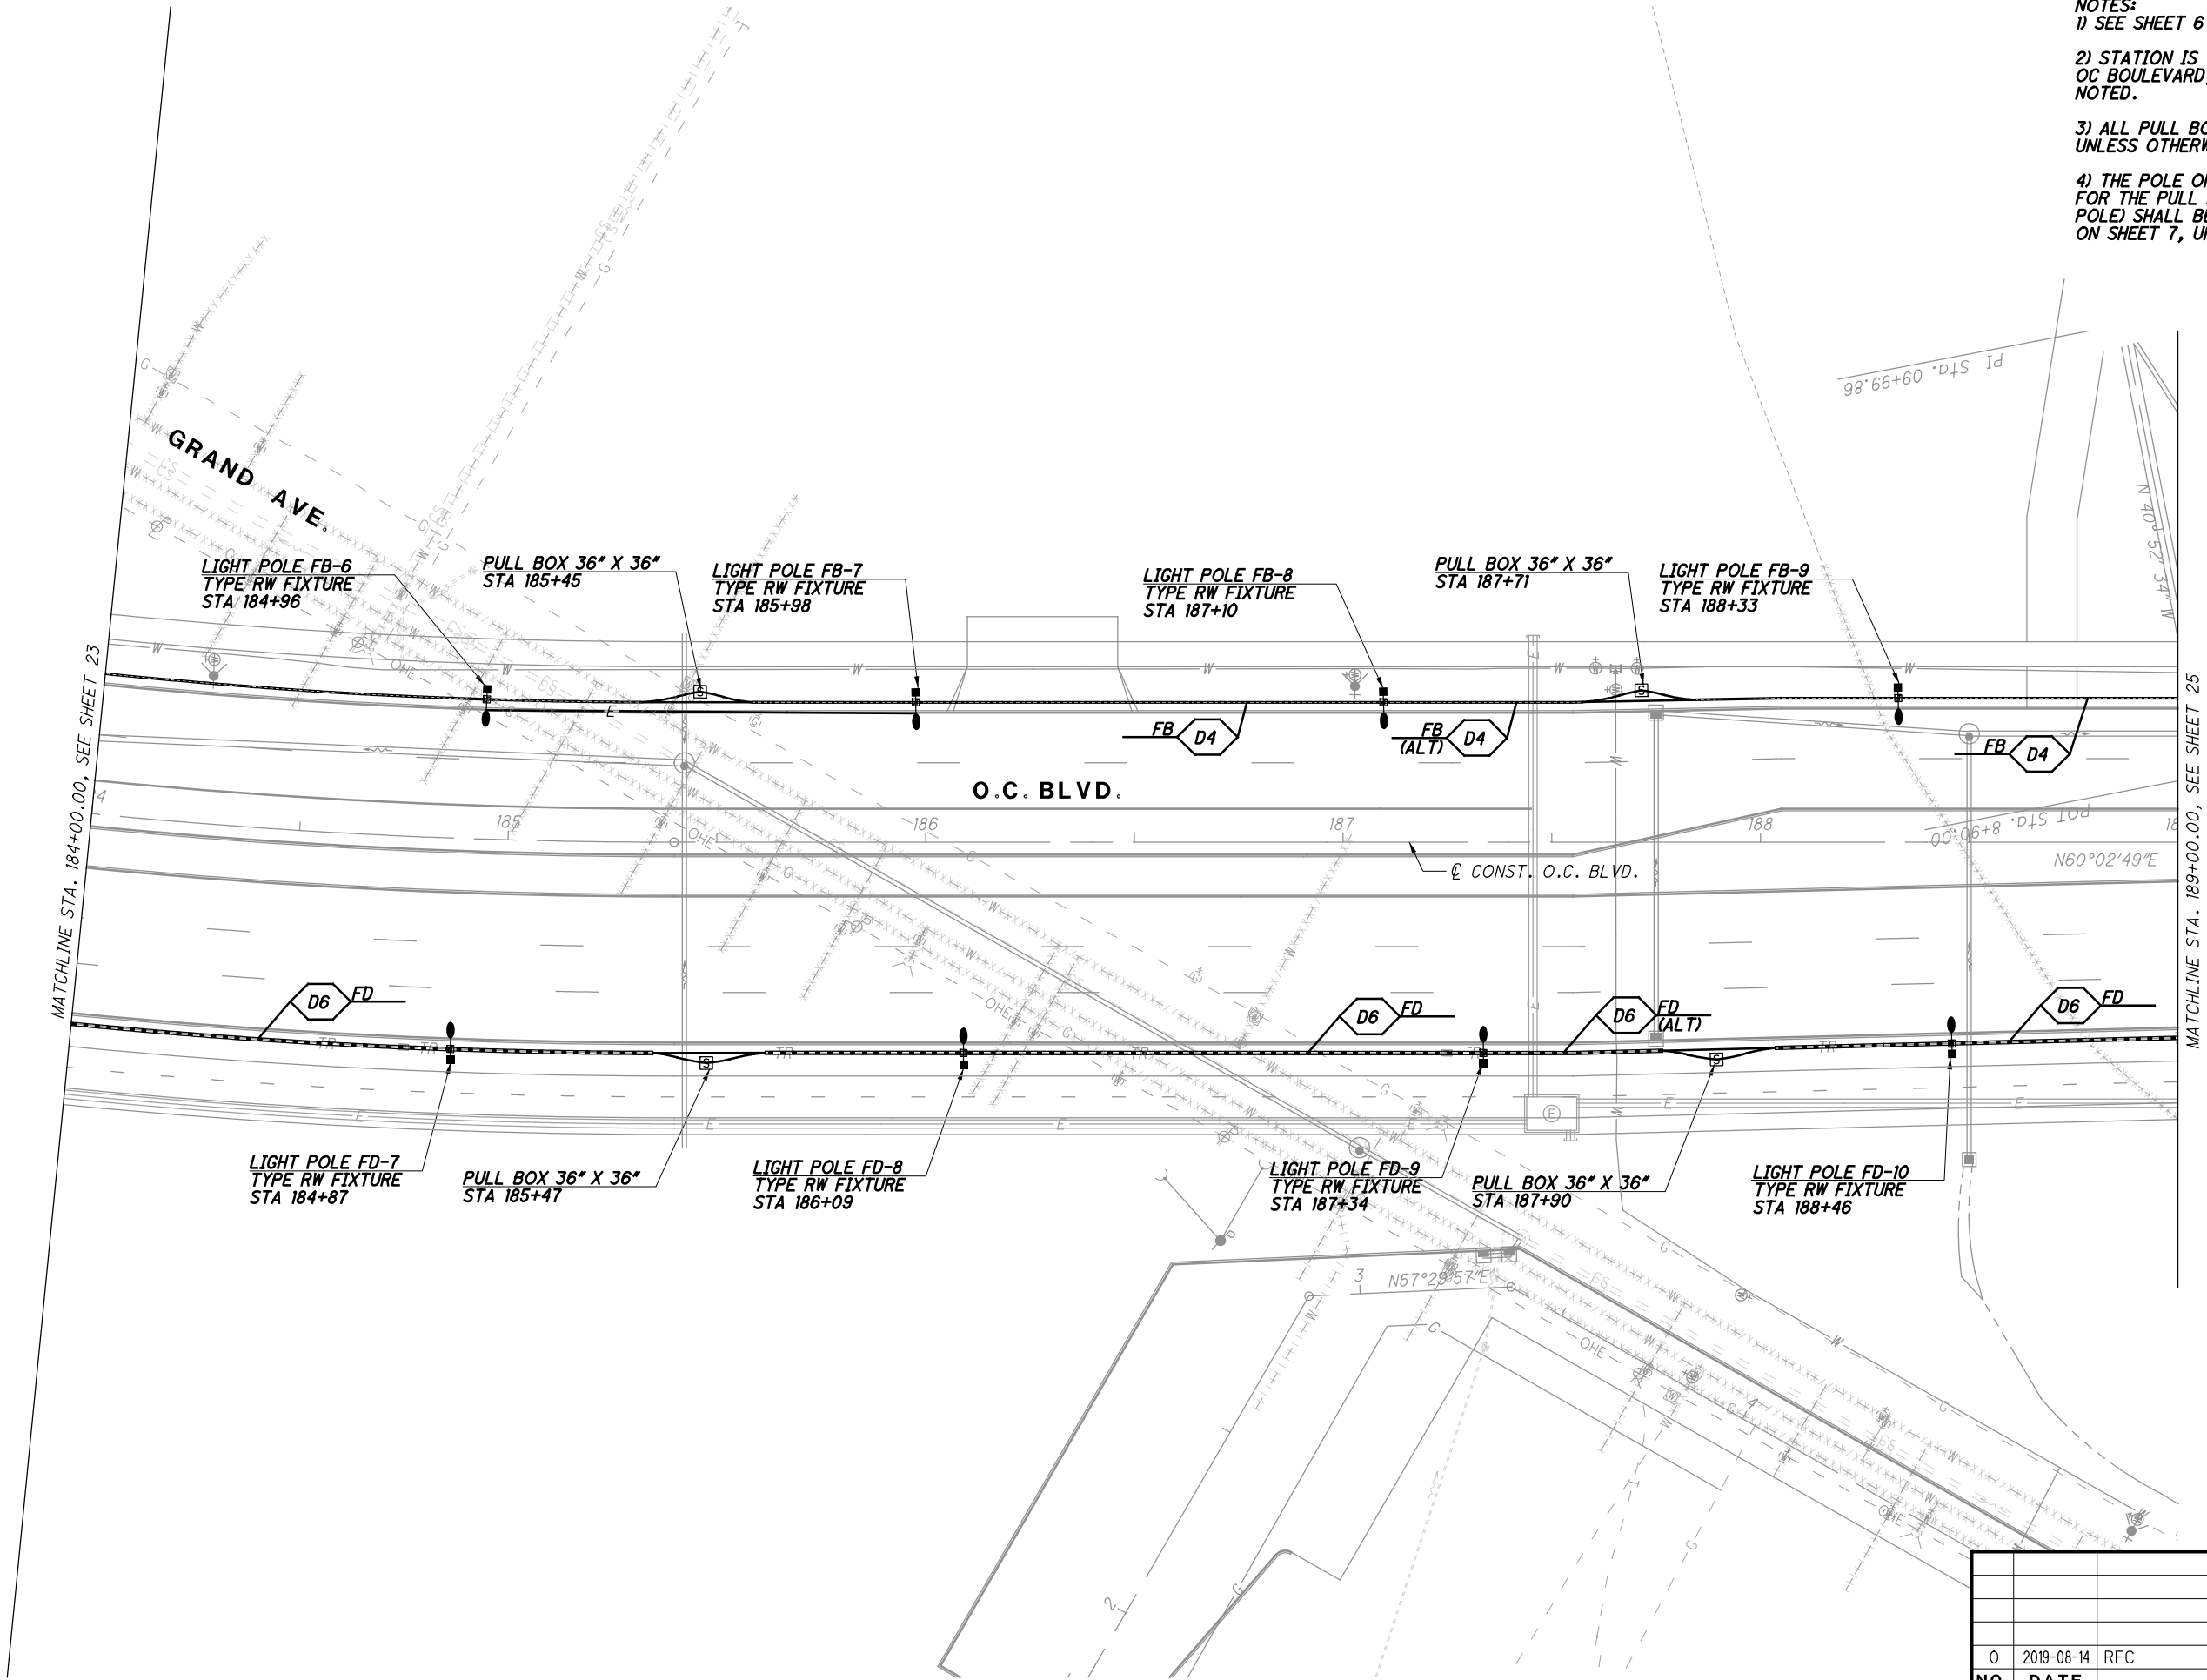 NOTES:
1) SEE SHEET 6
2) STATION IS
OC BOULEVARD,
NOTED.
3) ALL PULL BO
UNLESS OTHERW
4) THE POLE
FOR THE PULL
POLE) SHALL BE
ON SHEET 7,
PI Sta. 09+99.86
N 40° 52' 34" W
GRAND AVE.
LIGHT POLE FB-6
TYPE RW FIXTURE
STA 184+96
PULL BOX 36" X 36"
STA 185+45
LIGHT POLE FB-7
TYPE RW FIXTURE
STA 185+98
LIGHT POLE FB-8
TYPE RW FIXTURE
STA 187+10
PULL BOX 36" X 36"
STA 187+71
LIGHT POLE FB-9
TYPE RW FIXTURE
STA 188+33
MATCHLINE STA. 184+00.00, SEE SHEET 23
MATCHLINE STA. 189+00.00, SEE SHEET 25
FB D4
FB D4
(ALT)
FB D4
O.C. BLVD.
185
186
187
188
POT Sta. 8+90.00
N60°02'49"E
℄ CONST. O.C. BLVD.
D6 FD
D6 FD
D6 FD
(ALT)
D6 FD
LIGHT POLE FD-7
TYPE RW FIXTURE
STA 184+87
PULL BOX 36" X 36"
STA 185+47
LIGHT POLE FD-8
TYPE RW FIXTURE
STA 186+09
LIGHT POLE FD-9
TYPE RW FIXTURE
STA 187+34
PULL BOX 36" X 36"
STA 187+90
LIGHT POLE FD-10
TYPE RW FIXTURE
STA 188+46
3
N57°29'57"E
OHE
4
2
1
0 2019-08-14 RFC
NO. DATE